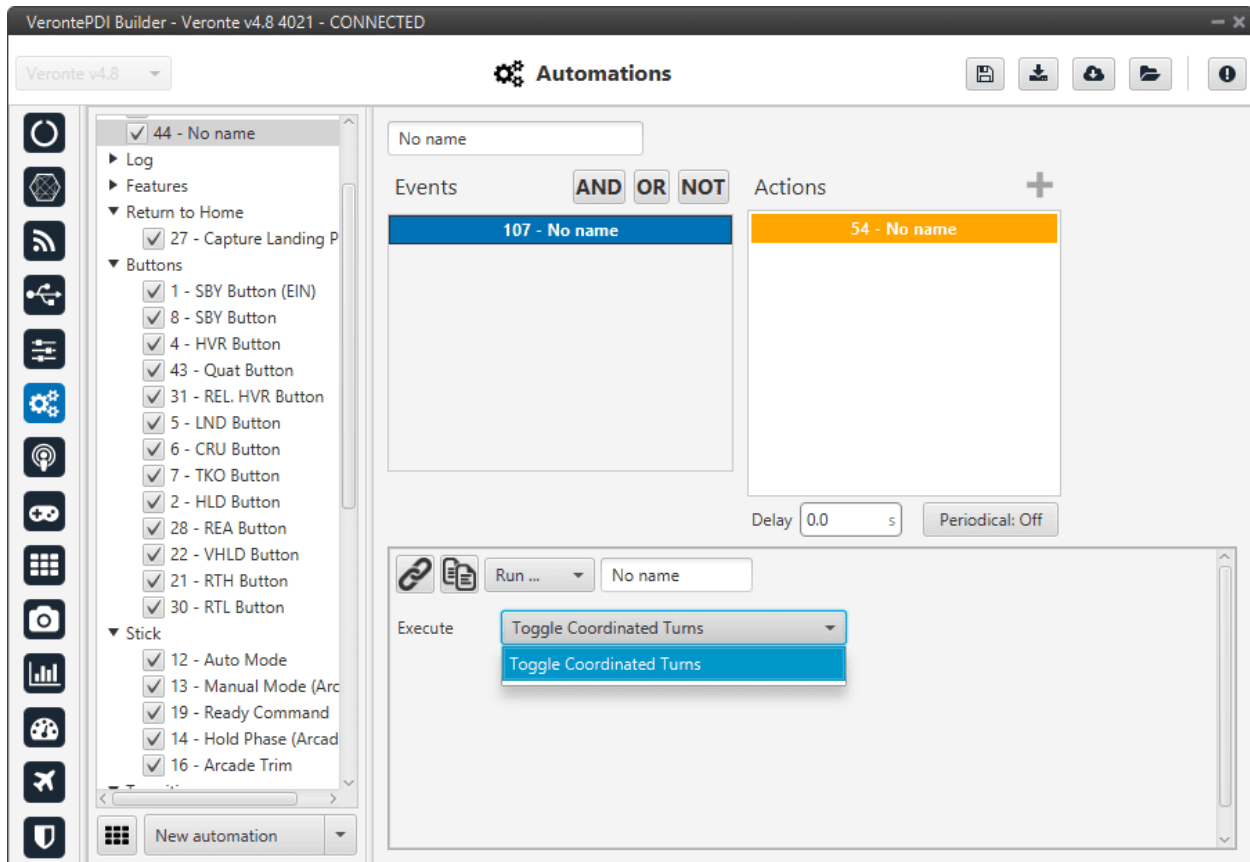 VerontePDI Builder - Veronte v4.8 4021 - CONNECTED
Veronte v4.8
Automations
44 - No name
Log
Features
Return to Home
27 - Capture Landing P
Buttons
1 - SBY Button (EIN)
8 - SBY Button
4 - HVR Button
43 - Quat Button
31 - REL. HVR Button
5 - LND Button
6 - CRU Button
7 - TKO Button
2 - HLD Button
28 - REA Button
22 - VHLD Button
21 - RTH Button
30 - RTL Button
Stick
12 - Auto Mode
13 - Manual Mode (Arc
19 - Ready Command
14 - Hold Phase (Arcad
16 - Arcade Trim
New automation
No name
Events AND OR NOT
107 - No name
Actions
54 - No name
Delay 0.0 s Periodical: Off
Run ... No name
Execute Toggle Coordinated Turns
Toggle Coordinated Turns